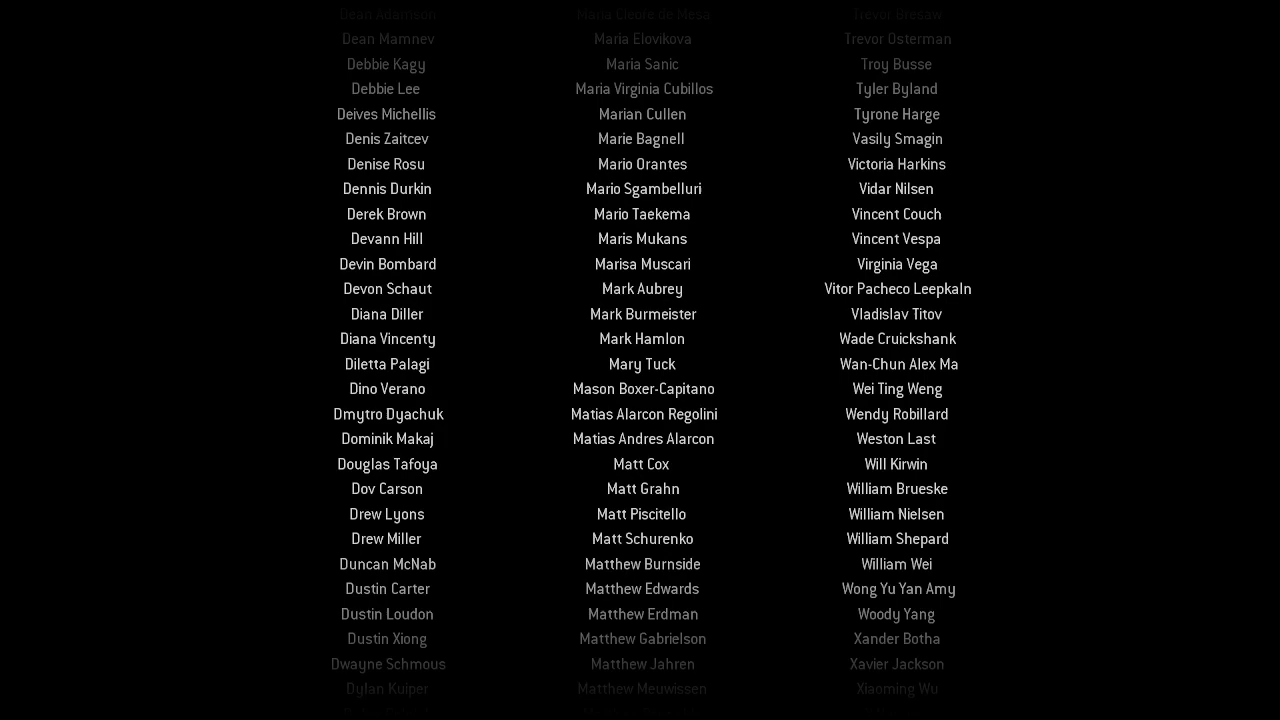 Dean Adamson
Dean Mamnev
Debbie Kagy
Debbie Lee
Deives Michellis
Denis Zaitcev
Denise Rosu
Dennis Durkin
Derek Brown
Devann Hill
Devin Bombard
Devon Schaut
Diana Diller
Diana Vincenty
Diletta Palagi
Dino Verano
Dmytro Dyachuk
Dominik Makaj
Douglas Tafoya
Dov Carson
Drew Lyons
Drew Miller
Duncan McNab
Dustin Carter
Dustin Loudon
Dustin Xiong
Dwayne Schmous
Dylan Kuiper
Maria Cleofe de Mesa
Maria Elovikova
Maria Sanic
Maria Virginia Cubillos
Marian Cullen
Marie Bagnell
Mario Orantes
Mario Sgambelluri
Mario Taekema
Maris Mukans
Marisa Muscari
Mark Aubrey
Mark Burmeister
Mark Hamlon
Mary Tuck
Mason Boxer-Capitano
Matias Alarcon Regolini
Matias Andres Alarcon
Matt Cox
Matt Grahn
Matt Piscitello
Matt Schurenko
Matthew Burnside
Matthew Edwards
Matthew Erdman
Matthew Gabrielson
Matthew Jahren
Matthew Meuwissen
Trevor Bresaw
Trevor Osterman
Troy Busse
Tyler Byland
Tyrone Harge
Vasily Smagin
Victoria Harkins
Vidar Nilsen
Vincent Couch
Vincent Vespa
Virginia Vega
Vitor Pacheco Leepkaln
Vladislav Titov
Wade Cruickshank
Wan-Chun Alex Ma
Wei Ting Weng
Wendy Robillard
Weston Last
Will Kirwin
William Brueske
William Nielsen
William Shepard
William Wei
Wong Yu Yan Amy
Woody Yang
Xander Botha
Xavier Jackson
Xiaoming Wu